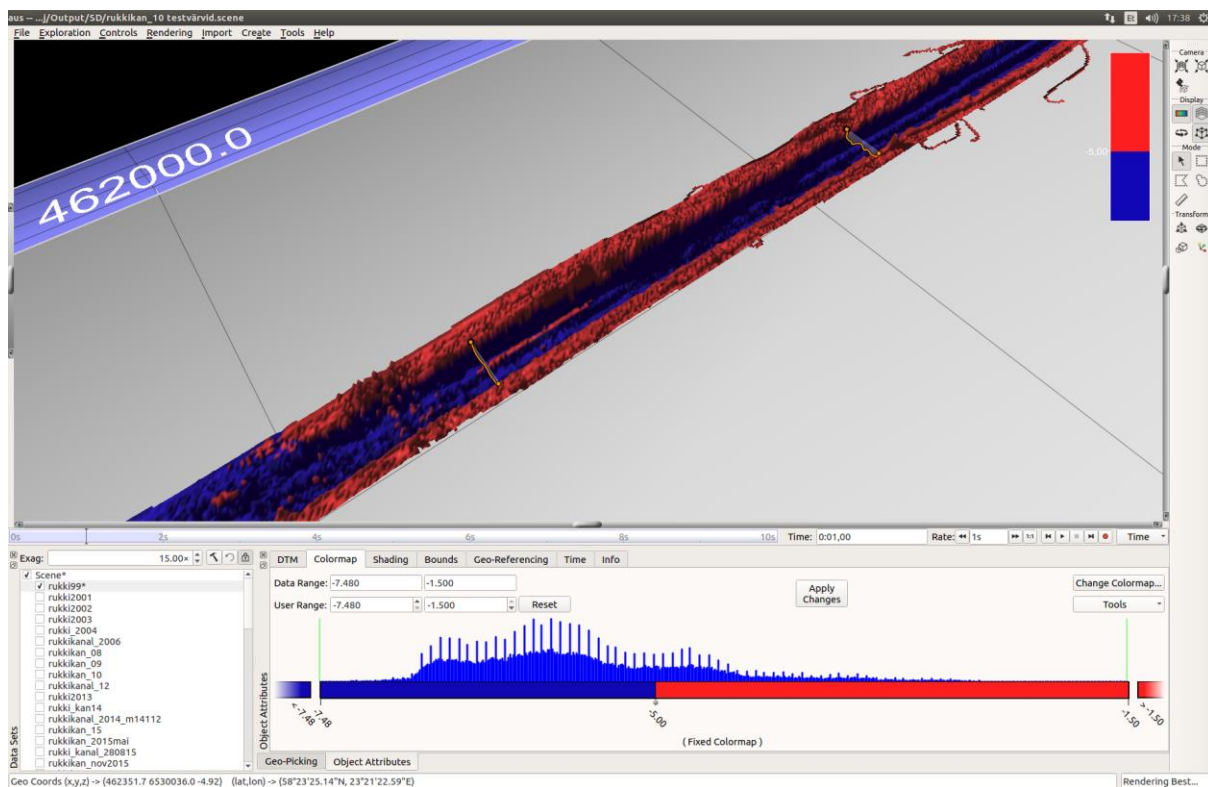 aus -- ...J/Output/SD/rukkikan_10 testvärvid.scene
Et
17:38
File Exploration Controls Rendering Import Create Tools Help
Camera
Display
Mode
Transform
462000.0
-5.00
0s 2s 4s 6s 8s 10s Time: 0:01,00 Rate: 1s 1:1 Time
Exag: 15.00×
DTM Colormap Shading Bounds Geo-Referencing Time Info
Scene*
rukki99*
rukki2001
rukki2002
rukki2003
rukki_2004
rukkikanal_2006
rukkikan_08
rukkikan_09
rukkikan_10
rukkikanal_12
rukki2013
rukki_kan14
rukkikanal_2014_m14112
rukkikan_15
rukkikan_2015mai
rukki_kanal_280815
rukkikan_nov2015
Data Sets
Object Attributes
Data Range: -7.480 -1.500
User Range: -7.480 -1.500 Reset
Apply
Changes
Change Colormap...
Tools
< -7.48 -7.48 -5.00 -1.50 > -1.50
( Fixed Colormap )
Geo-Picking Object Attributes
Geo Coords (x,y,z) -> (462351.7 6530036.0 -4.92) (lat,lon) -> (58°23'25.14"N, 23°21'22.59"E)
Rendering Best...